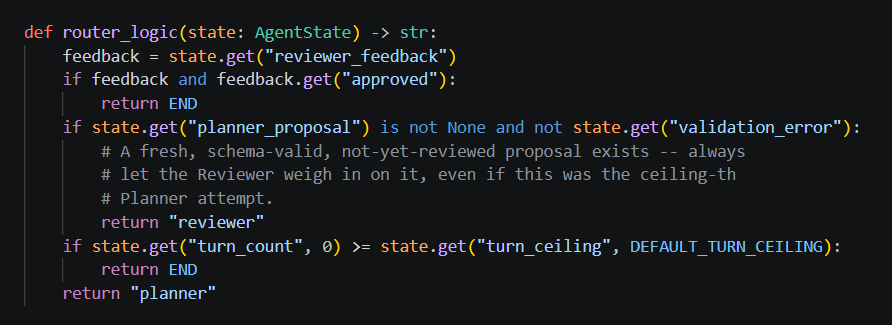 def router_logic(state: AgentState) -> str:
    feedback = state.get("reviewer_feedback")
    if feedback and feedback.get("approved"):
        return END
    if state.get("planner_proposal") is not None and not state.get("validation_error"):
        # A fresh, schema-valid, not-yet-reviewed proposal exists -- always
        # let the Reviewer weigh in on it, even if this was the ceiling-th
        # Planner attempt.
        return "reviewer"
    if state.get("turn_count", 0) >= state.get("turn_ceiling", DEFAULT_TURN_CEILING):
        return END
    return "planner"